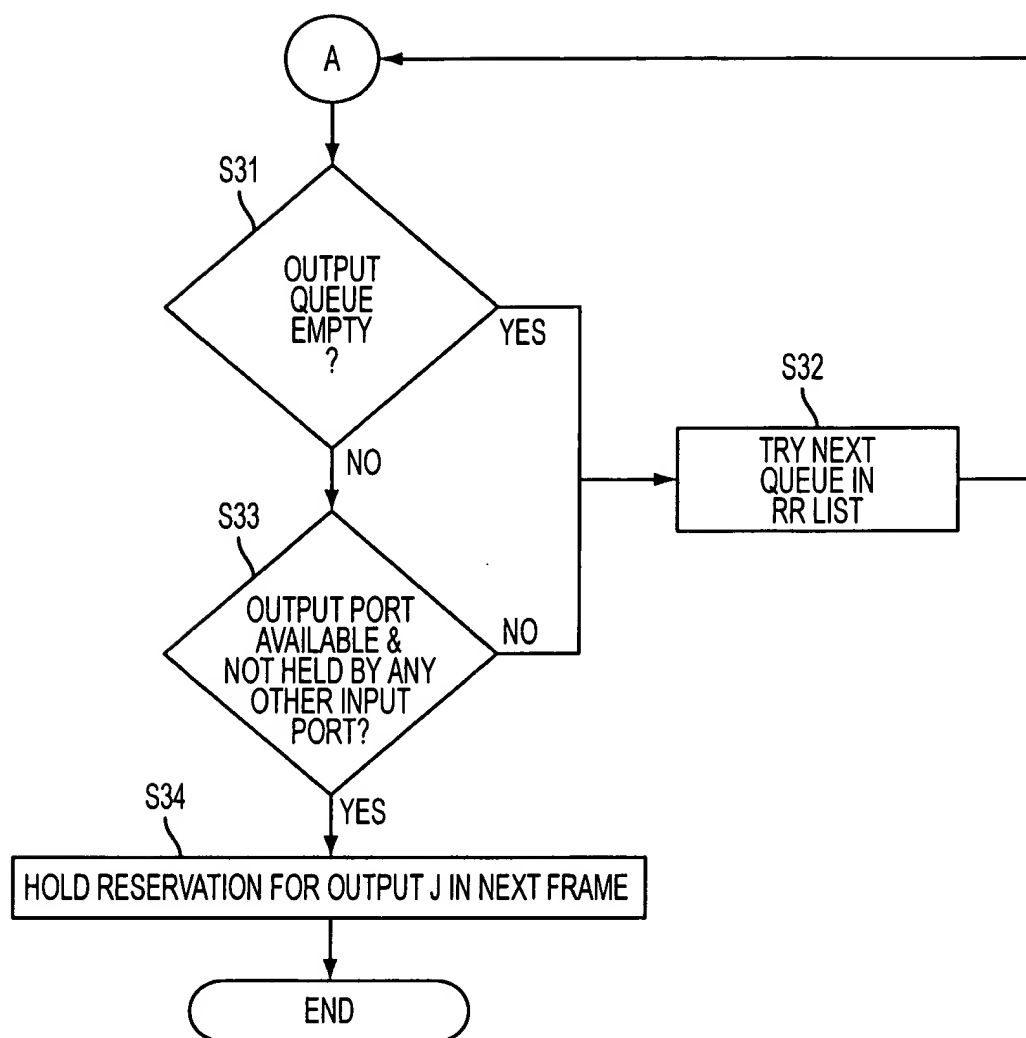 A
S31
OUTPUT
QUEUE
EMPTY
?
YES
NO
S32
TRY NEXT
QUEUE IN
RR LIST
S33
OUTPUT PORT
AVAILABLE &
NOT HELD BY ANY
OTHER INPUT
PORT?
NO
YES
S34
HOLD RESERVATION FOR OUTPUT J IN NEXT FRAME
END